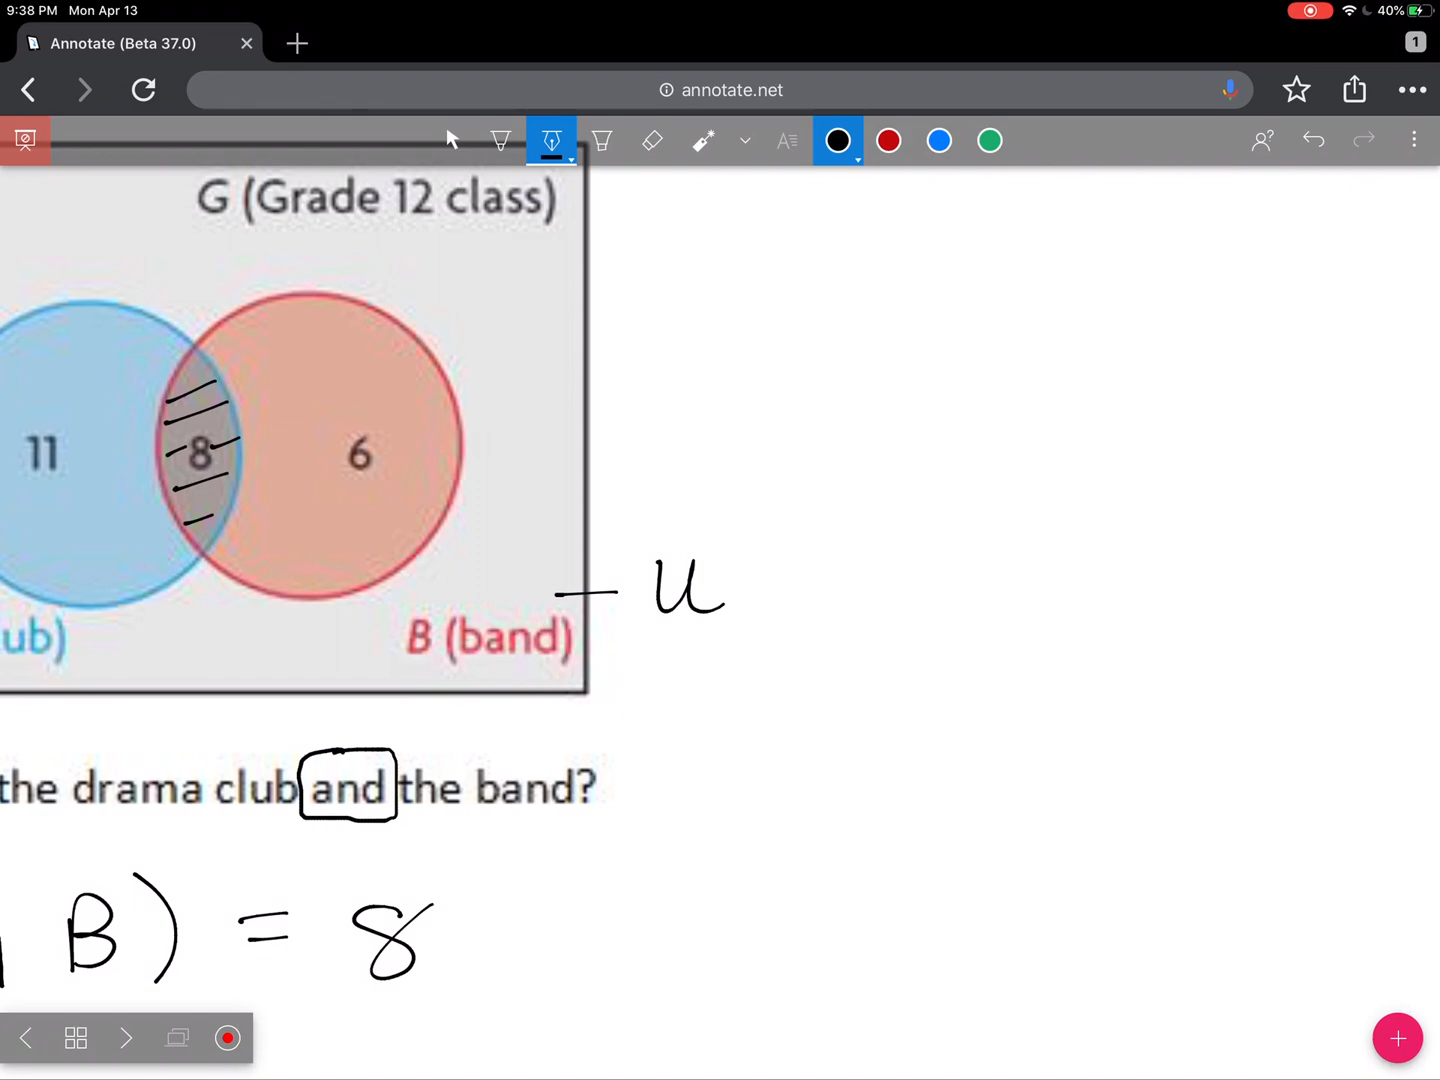 9:38 PM Mon Apr 13
40%
Annotate (Beta 37.0)
1
annotate.net
G (Grade 12 class)
11
8
6
U
ub)
B (band)
the drama club and the band?
B) = 8